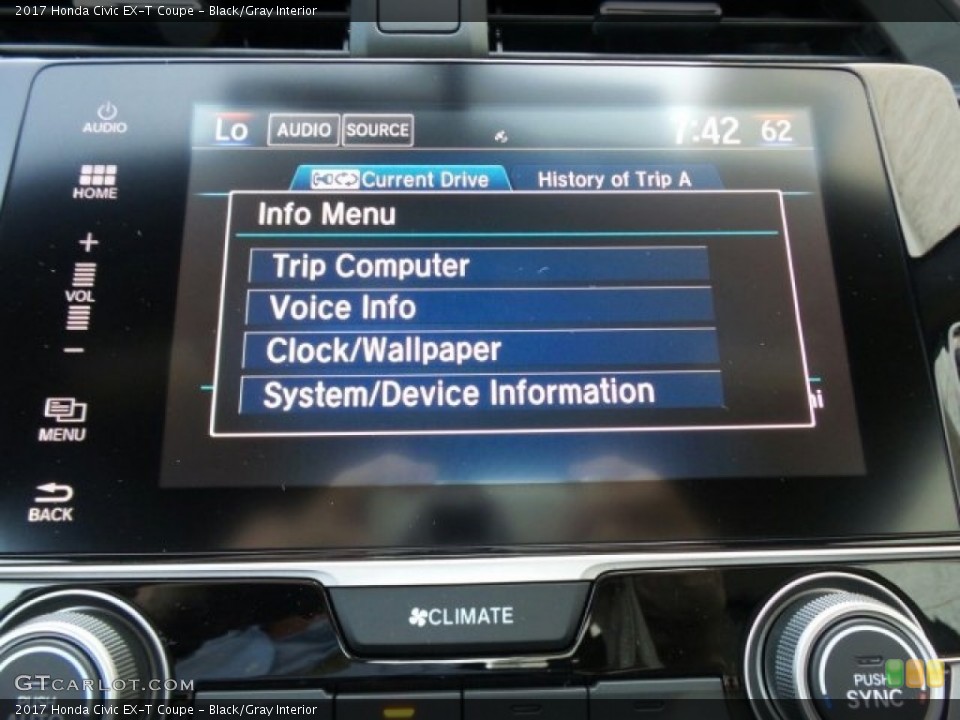 2017 Honda Civic EX-T Coupe - Black/Gray Interior
AUDIO
Lo AUDIO SOURCE 7:42 62
HOME
Current Drive History of Trip A
Info Menu
+
VOL
-
Trip Computer
Voice Info
Clock/Wallpaper
System/Device Information
MENU
BACK
CLIMATE
PUSH
SYNC
GTCARLOT.COM
2017 Honda Civic EX-T Coupe - Black/Gray Interior